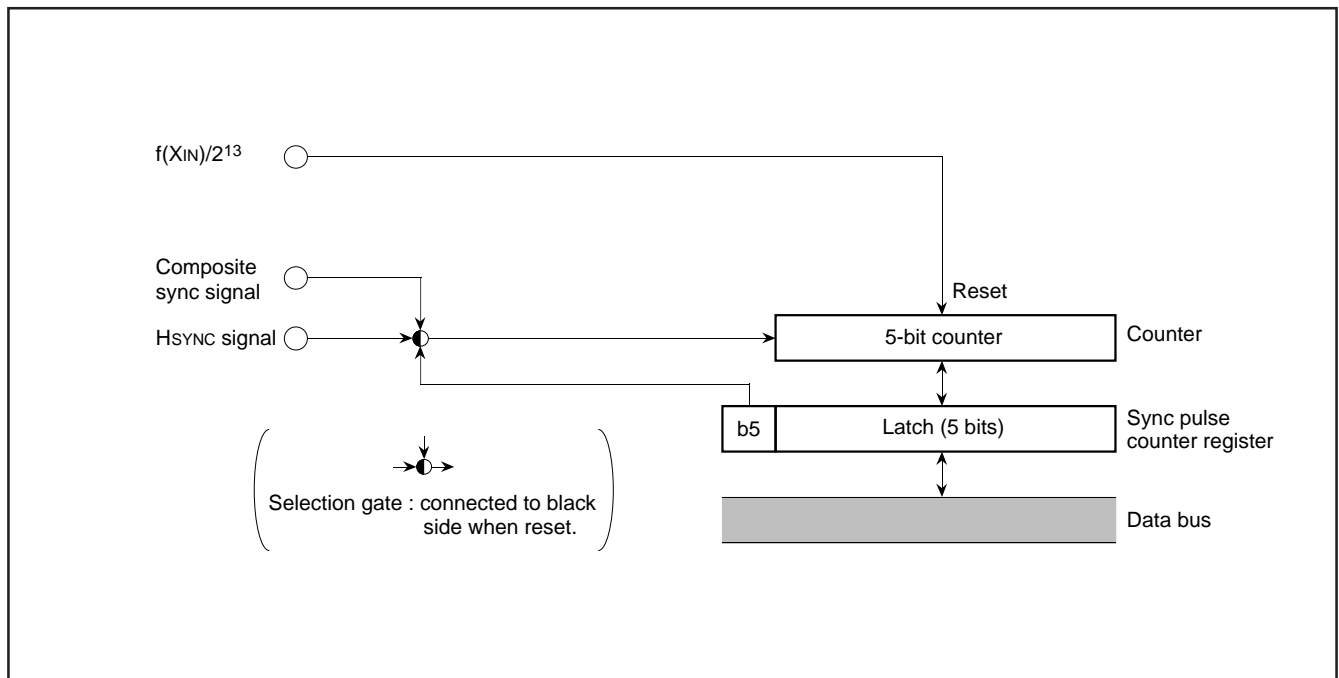 f(XIN)/2¹³
Composite
sync signal
HSYNC signal
Reset
5-bit counter
Counter
b5
Latch (5 bits)
Sync pulse
counter register
Selection gate : connected to black
side when reset.
Data bus